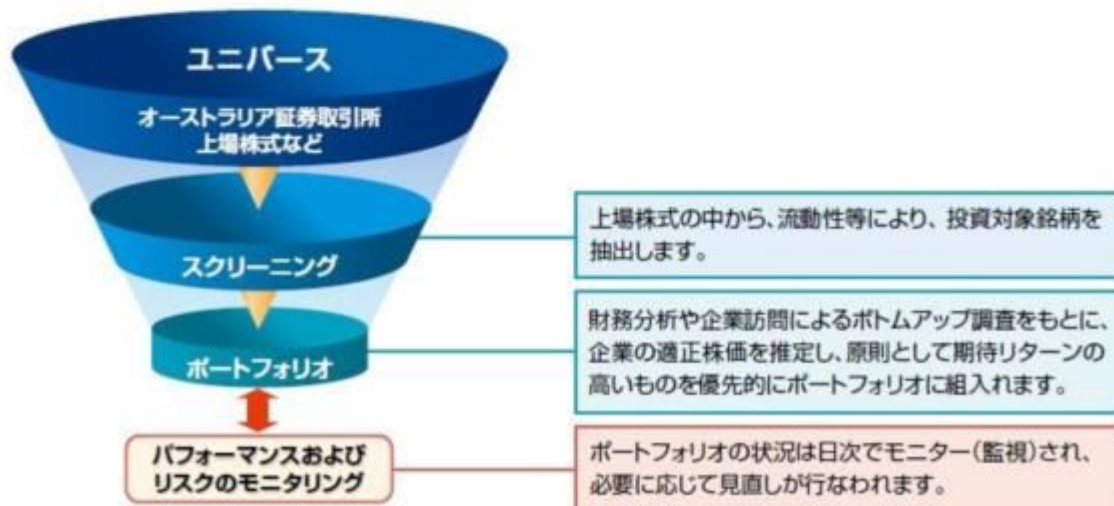 ユニバース
オーストラリア証券取引所
上場株式など
スクリーニング
ポートフォリオ
パフォーマンスおよび
リスクのモニタリング
上場株式の中から、流動性等により、投資対象銘柄を
抽出します。
財務分析や企業訪問によるボトムアップ調査をもとに、
企業の適正株価を推定し、原則として期待リターンの
高いものを優先的にポートフォリオに組入れます。
ポートフォリオの状況は日次でモニター（監視）され、
必要に応じて見直しが行なわれます。